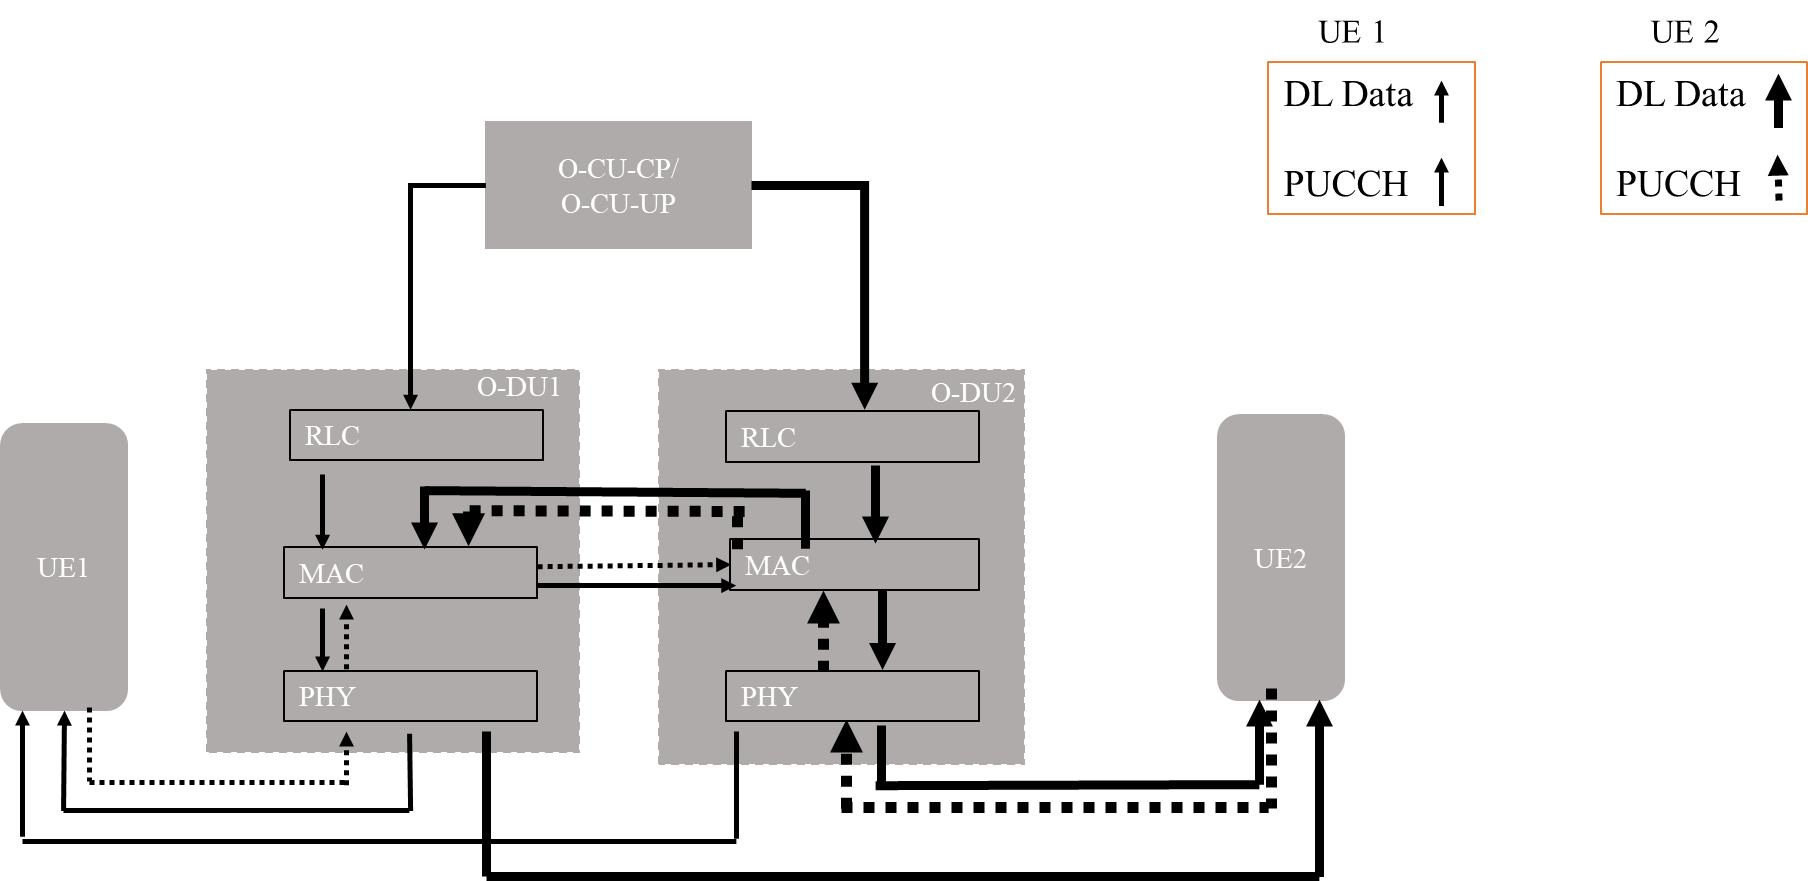 UE 1
UE 2
DL Data
PUCCH
DL Data
PUCCH
O-CU-CP/
O-CU-UP
O-DU1
O-DU2
RLC
RLC
UE1
MAC
MAC
UE2
PHY
PHY